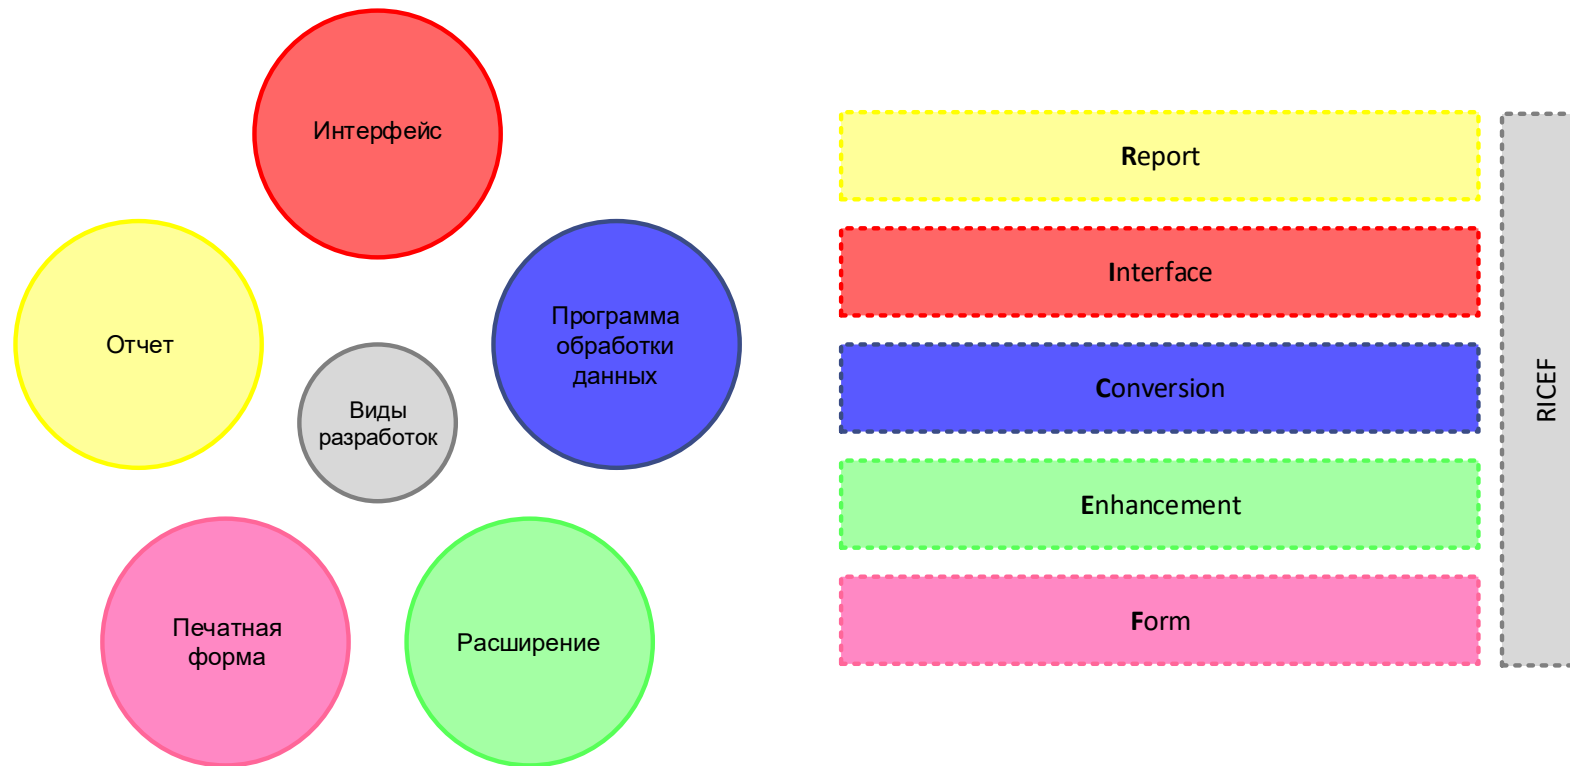 Интерфейс
Отчет
Программа
обработки
данных
Виды
разработок
Печатная
форма
Расширение
Report
Interface
Conversion
Enhancement
Form
RICEF